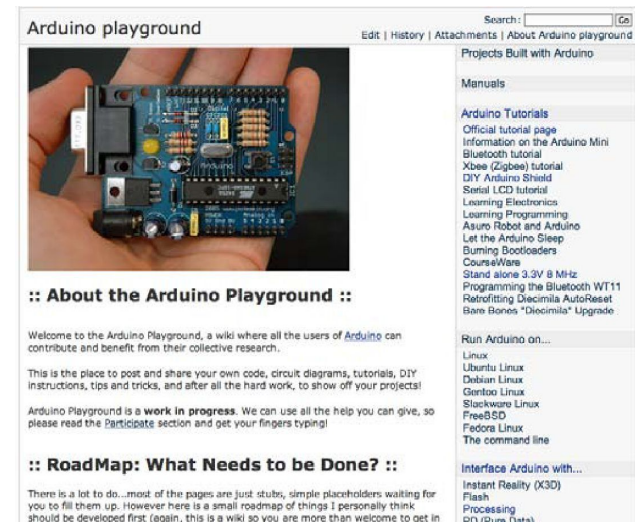 Arduino playground
Search: Go
Edit | History | Attachments | About Arduino playground
Digital
Arduino
POWER
Analog in
:: About the Arduino Playground ::
Welcome to the Arduino Playground, a wiki where all the users of Arduino can
contribute and benefit from their collective research.
This is the place to post and share your own code, circuit diagrams, tutorials, DIY
instructions, tips and tricks, and after all the hard work, to show off your projects!
Arduino Playground is a work in progress. We can use all the help you can give, so
please read the Participate section and get your fingers typing!
:: RoadMap: What Needs to be Done? ::
There is a lot to do...most of the pages are just stubs, simple placeholders waiting for
you to fill them up. However here is a small roadmap of things I personally think
should be developed first (again, this is a wiki so you are more than welcome to get in
Projects Built with Arduino
Manuals
Arduino Tutorials
Official tutorial page
Information on the Arduino Mini
Bluetooth tutorial
Xbee (Zigbee) tutorial
DIY Arduino Shield
Serial LCD tutorial
Learning Electronics
Learning Programming
Asuro Robot and Arduino
Let the Arduino Sleep
Burning Bootloaders
CourseWare
Stand alone 3.3V 8 MHz
Programming the Bluetooth WT11
Retrofitting Diecimila AutoReset
Bare Bones "Diecimila" Upgrade
Run Arduino on...
Linux
Ubuntu Linux
Debian Linux
Gentoo Linux
Slackware Linux
FreeBSD
Fedora Linux
The command line
Interface Arduino with...
Instant Reality (X3D)
Flash
Processing
PD (Pure Data)